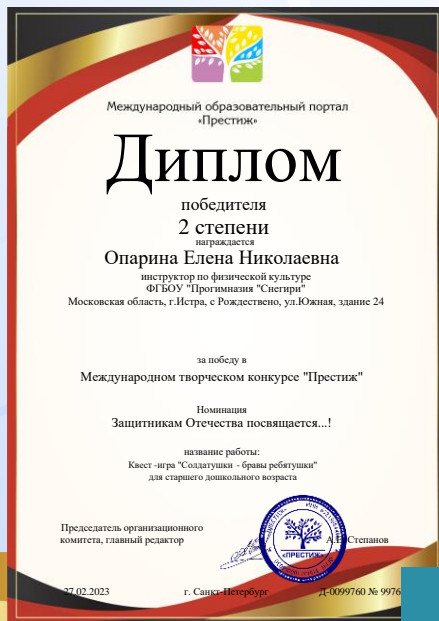 Международный образовательный портал
«Престиж»
Диплом
победителя
2 степени
награждается
Опарина Елена Николаевна
инструктор по физической культуре
ФГБОУ "Прогимназия "Снегири"
Московская область, г.Истра, с Рождествено, ул.Южная, здание 24
за победу в
Международном творческом конкурсе "Престиж"
Номинация
Защитникам Отечества посвящается...!
название работы:
Квест -игра "Солдатушки - бравы ребятушки"
для старшего дошкольного возраста
Председатель организационного
комитета, главный редактор
Степанов
«ПРЕСТИЖ»
27.02.2023 г. Санкт-Петербург Д-0099760 № 9976